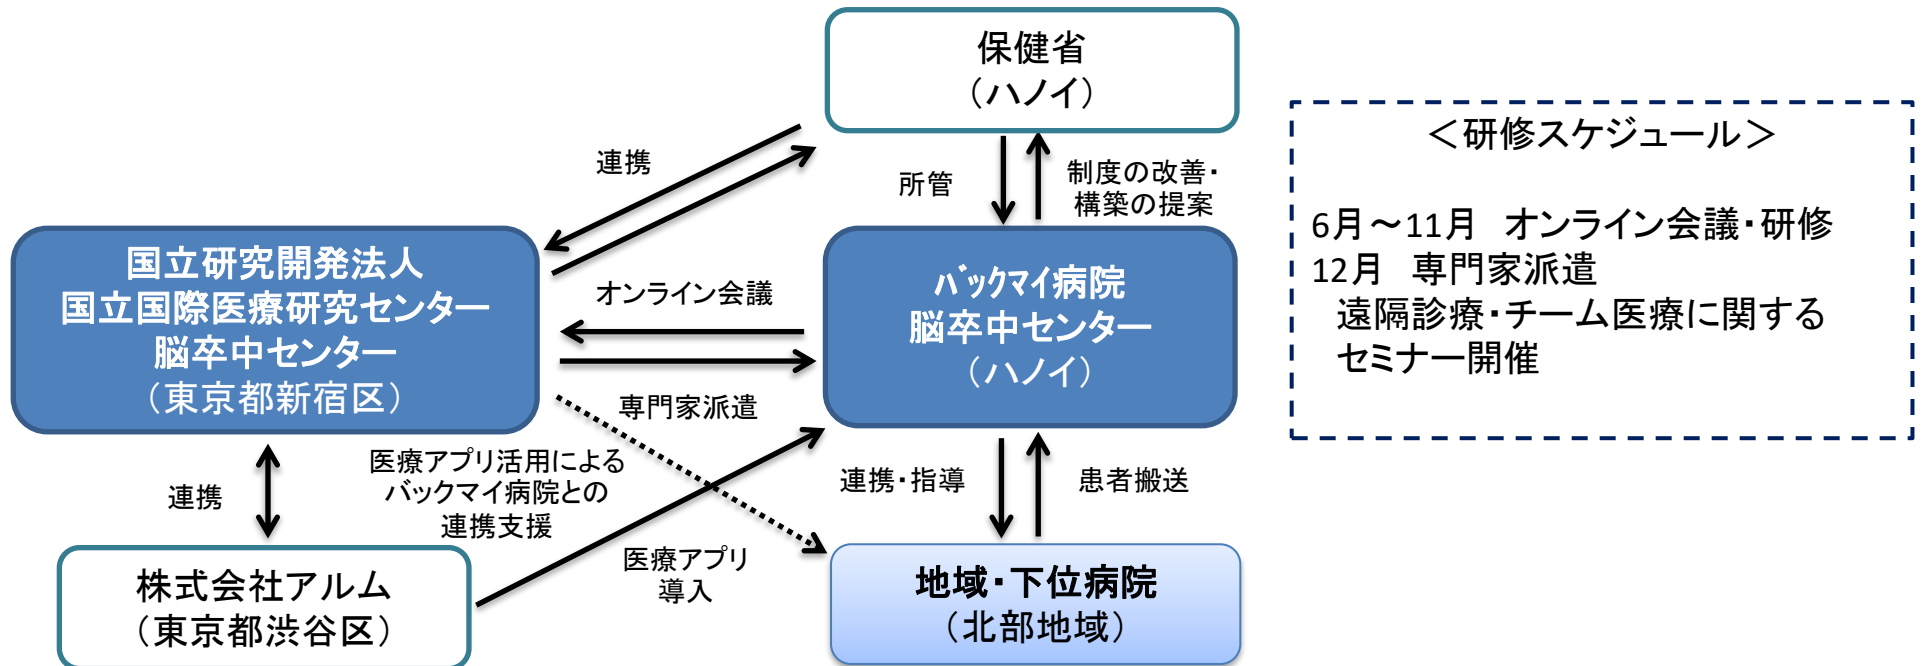 保健省
（ハノイ）
連携
所管
制度の改善・
構築の提案
国立研究開発法人
国立国際医療研究センター
脳卒中センター
（東京都新宿区）
オンライン会議
専門家派遣
バックマイ病院
脳卒中センター
（ハノイ）
連携
医療アプリ活用による
バックマイ病院との
連携支援
医療アプリ
導入
連携・指導
患者搬送
株式会社アルム
（東京都渋谷区）
地域・下位病院
（北部地域）
＜研修スケジュール＞
6月～11月　オンライン会議・研修
12月　専門家派遣
遠隔診療・チーム医療に関する
セミナー開催